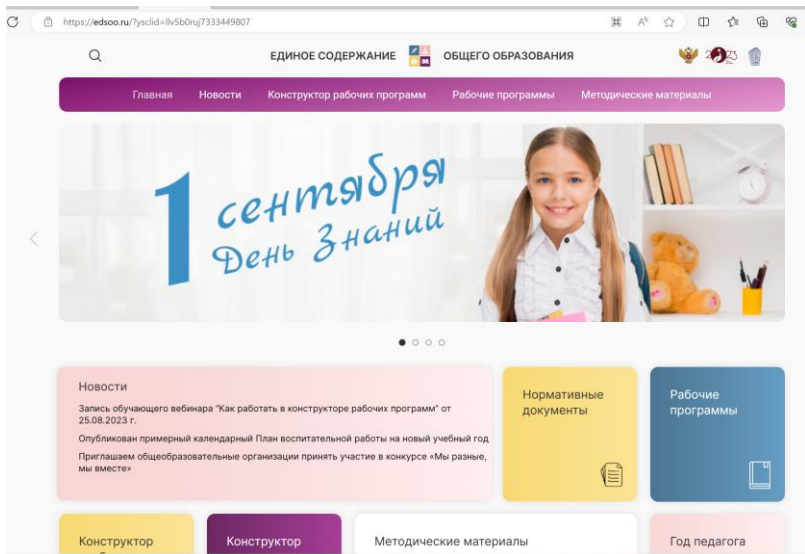 https://edsoo.ru/?ysclid=llv5b0ruj7333449807
ЕДИНОЕ СОДЕРЖАНИЕ ОБЩЕГО ОБРАЗОВАНИЯ
Главная Новости Конструктор рабочих программ Рабочие программы Методические материалы
1 сентября
День Знаний
Новости
Запись обучающего вебинара "Как работать в конструкторе рабочих программ" от
25.08.2023 г.
Опубликован примерный календарный План воспитательной работы на новый учебный год
Приглашаем общеобразовательные организации принять участие в конкурсе «Мы разные,
мы вместе»
Нормативные
документы
Рабочие
программы
Конструктор
Конструктор
Методические материалы
Год педагога